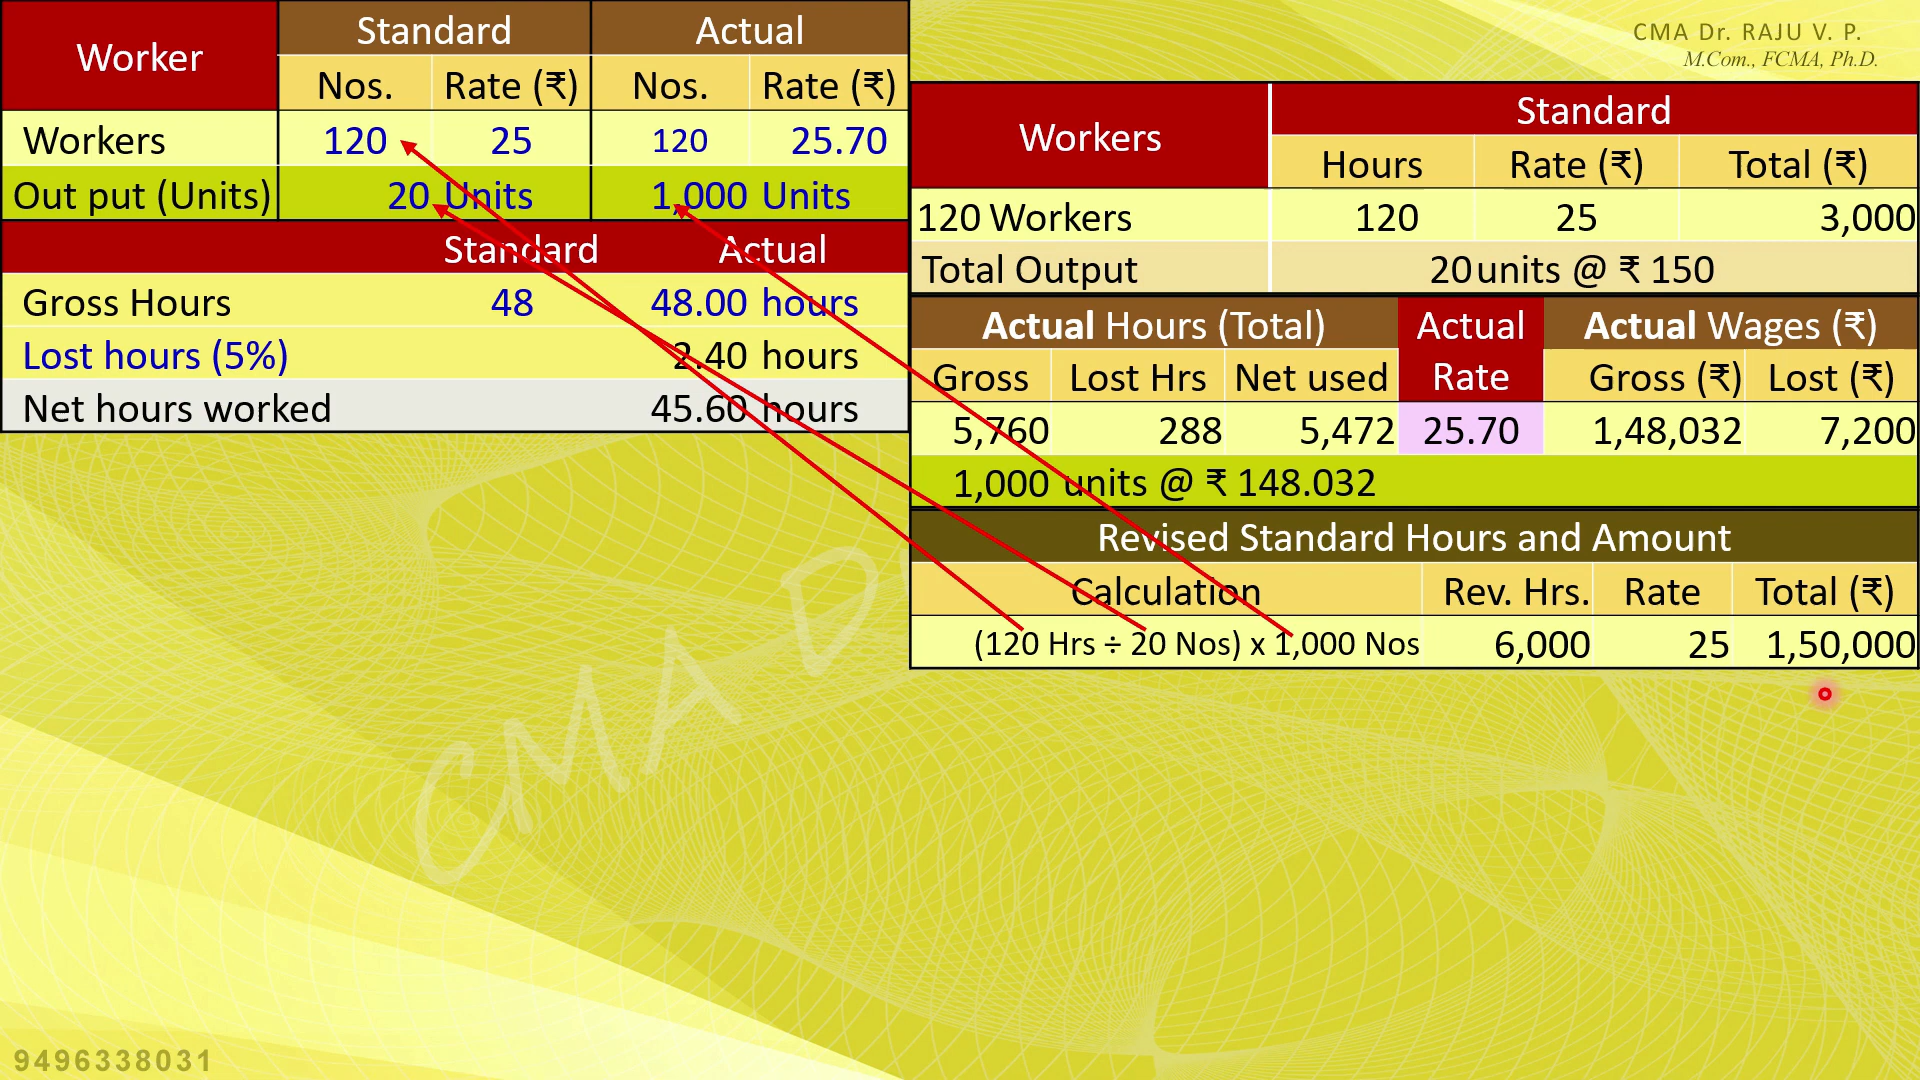 Worker Standard Actual
Nos. Rate (₹) Nos. Rate (₹)
Workers 120 25 120 25.70
Out put (Units) 20 Units 1,000 Units
Standard Actual
Gross Hours 48 48.00 hours
Lost hours (5%) 2.40 hours
Net hours worked 45.60 hours
CMA Dr. RAJU V. P.
M.Com., FCMA, Ph.D.
Workers Standard
Hours Rate (₹) Total (₹)
120 Workers 120 25 3,000
Total Output 20 units @ ₹ 150
Actual Hours (Total) Actual Rate Actual Wages (₹)
Gross Lost Hrs Net used Gross (₹) Lost (₹)
5,760 288 5,472 25.70 1,48,032 7,200
1,000 units @ ₹ 148.032
Revised Standard Hours and Amount
Calculation Rev. Hrs. Rate Total (₹)
(120 Hrs ÷ 20 Nos) x 1,000 Nos 6,000 25 1,50,000
CMA D
9496338031